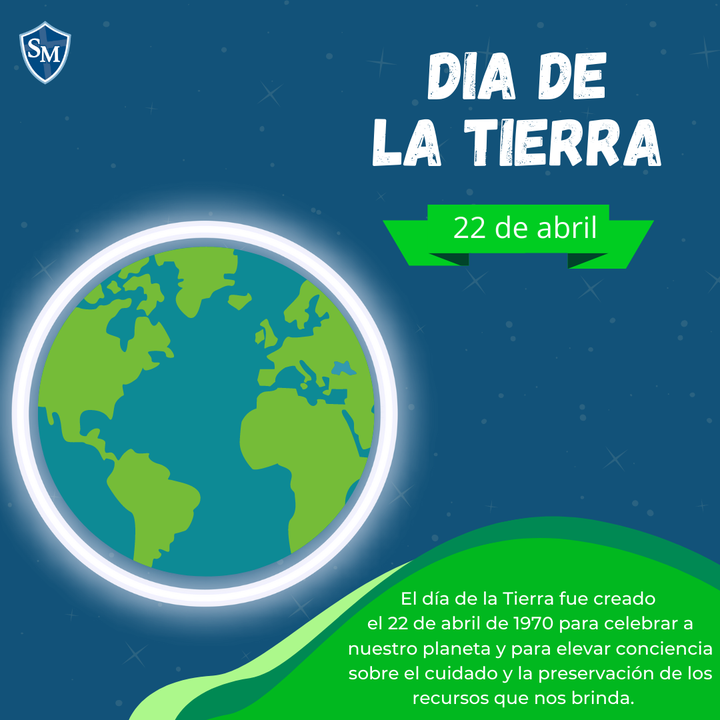 SM
DIA DE
LA TIERRA
22 de abril
El día de la Tierra fue creado
el 22 de abril de 1970 para celebrar a
nuestro planeta y para elevar conciencia
sobre el cuidado y la preservación de los
recursos que nos brinda.